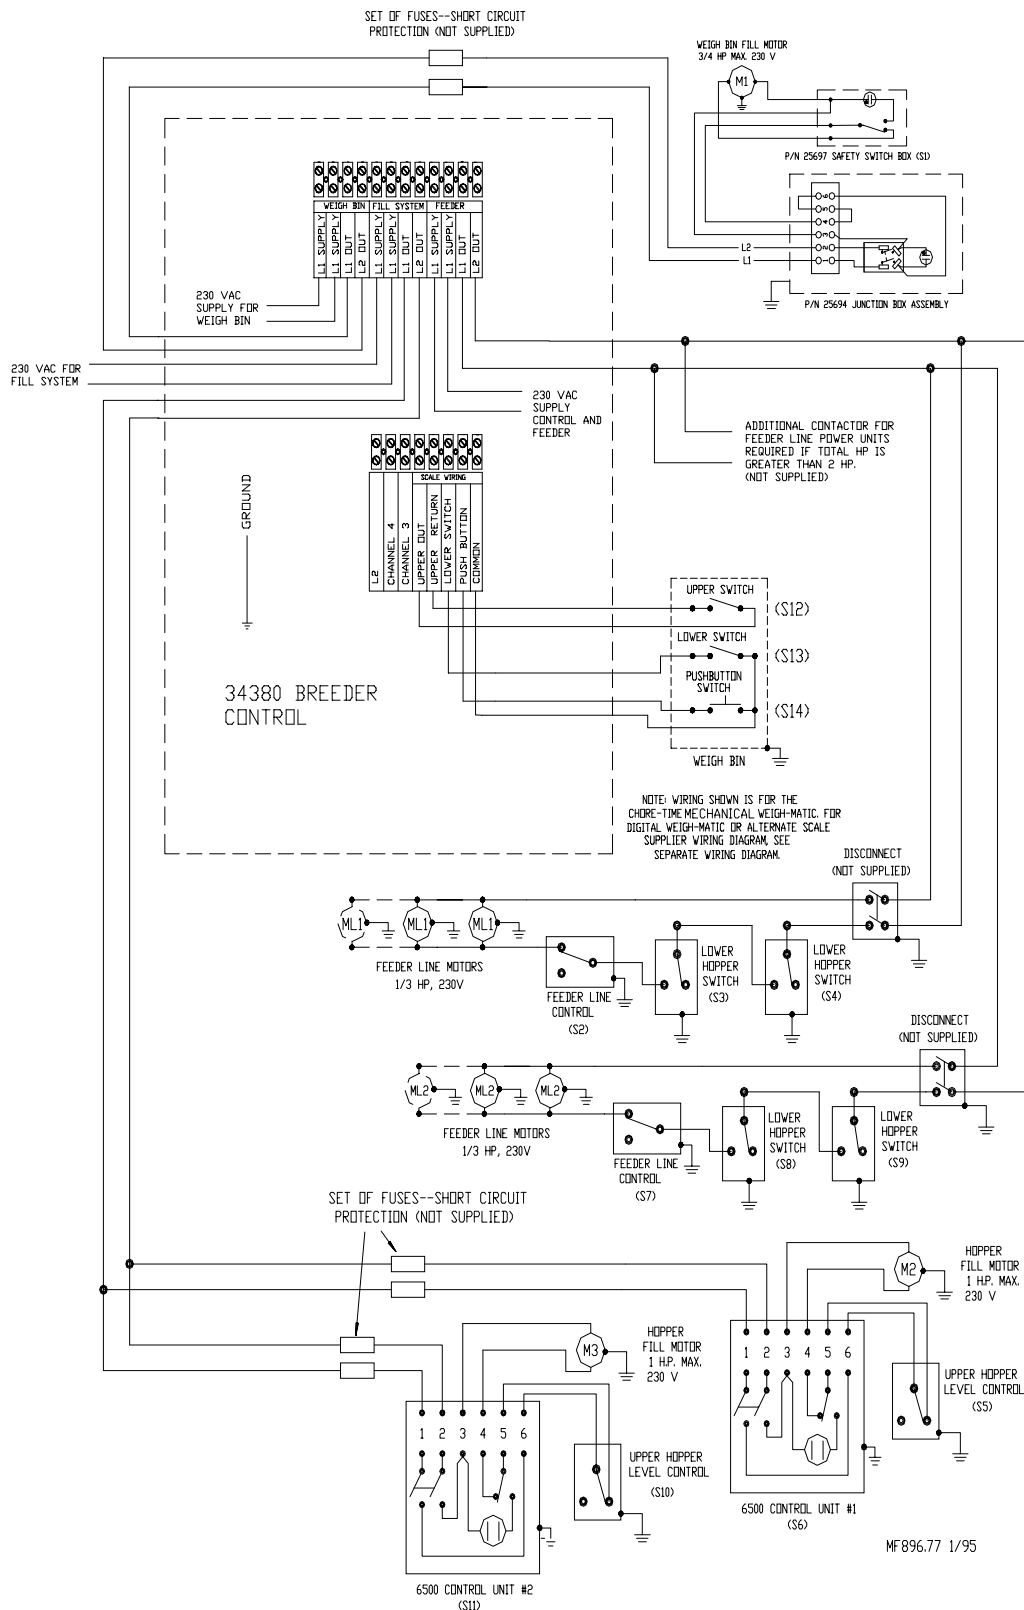 SET OF FUSES--SHORT CIRCUIT
PROTECTION (NOT SUPPLIED)
WEIGH BIN FILL MOTOR
3/4 HP MAX. 230 V
M1
P/N 25697 SAFETY SWITCH BOX (S1)
WEIGH BIN
FILL SYSTEM
FEEDER
L1 SUPPLY
L1 SUPPLY
L1 OUT
L2 OUT
L1 SUPPLY
L1 SUPPLY
L1 OUT
L2 OUT
L1 SUPPLY
L1 SUPPLY
L1 OUT
L2 OUT
6
5
4
3
2
1
L2
L1
P/N 25694 JUNCTION BOX ASSEMBLY
230 VAC
SUPPLY FOR
WEIGH BIN
230 VAC FOR
FILL SYSTEM
230 VAC
SUPPLY
CONTROL AND
FEEDER
ADDITIONAL CONTACTOR FOR
FEEDER LINE POWER UNITS
REQUIRED IF TOTAL HP IS
GREATER THAN 2 HP.
(NOT SUPPLIED)
SCALE WIRING
L2
CHANNEL 4
CHANNEL 3
UPPER OUT
UPPER RETURN
LOWER SWITCH
PUSH BUTTON
COMMON
GROUND
UPPER SWITCH
(S12)
LOWER SWITCH
(S13)
PUSHBUTTON
SWITCH
(S14)
WEIGH BIN
34380 BREEDER
CONTROL
NOTE: WIRING SHOWN IS FOR THE
CHORE-TIME MECHANICAL WEIGH-MATIC. FOR
DIGITAL WEIGH-MATIC OR ALTERNATE SCALE
SUPPLIER WIRING DIAGRAM, SEE
SEPARATE WIRING DIAGRAM.
DISCONNECT
(NOT SUPPLIED)
ML1
ML1
ML1
FEEDER LINE MOTORS
1/3 HP, 230V
FEEDER LINE
CONTROL
(S2)
LOWER
HOPPER
SWITCH
(S3)
LOWER
HOPPER
SWITCH
(S4)
DISCONNECT
(NOT SUPPLIED)
ML2
ML2
ML2
FEEDER LINE MOTORS
1/3 HP, 230V
FEEDER LINE
CONTROL
(S7)
LOWER
HOPPER
SWITCH
(S8)
LOWER
HOPPER
SWITCH
(S9)
SET OF FUSES--SHORT CIRCUIT
PROTECTION (NOT SUPPLIED)
M2
HOPPER
FILL MOTOR
1 H.P. MAX.
230 V
1 2 3 4 5 6
UPPER HOPPER
LEVEL CONTROL
(S5)
6500 CONTROL UNIT #1
(S6)
M3
HOPPER
FILL MOTOR
1 H.P. MAX.
230 V
1 2 3 4 5 6
UPPER HOPPER
LEVEL CONTROL
(S10)
6500 CONTROL UNIT #2
(S11)
MF896.77 1/95